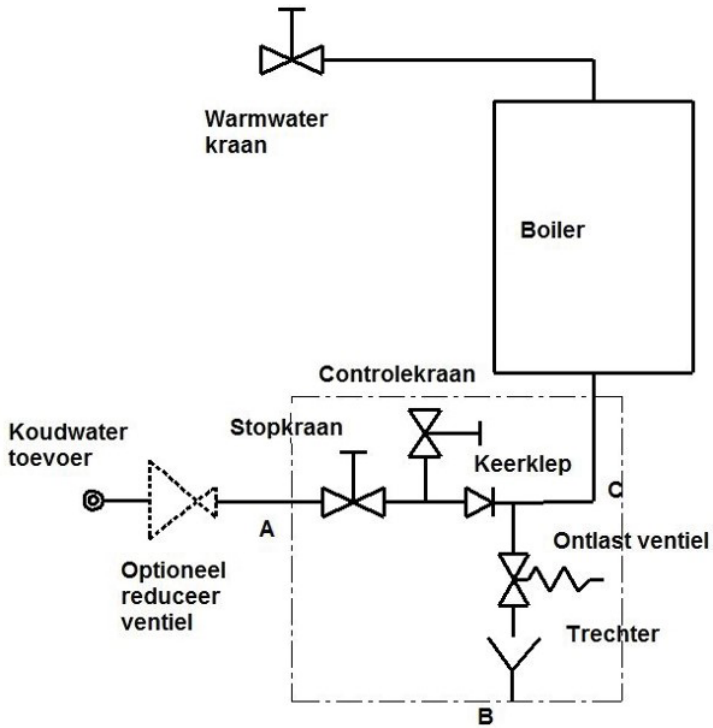 Warmwater
kraan
Boiler
Controlekraan
Stopkraan
Koudwater
toevoer
Keerklep
C
A
Ontlast ventiel
Optioneel
reduceer
ventiel
Trechter
B